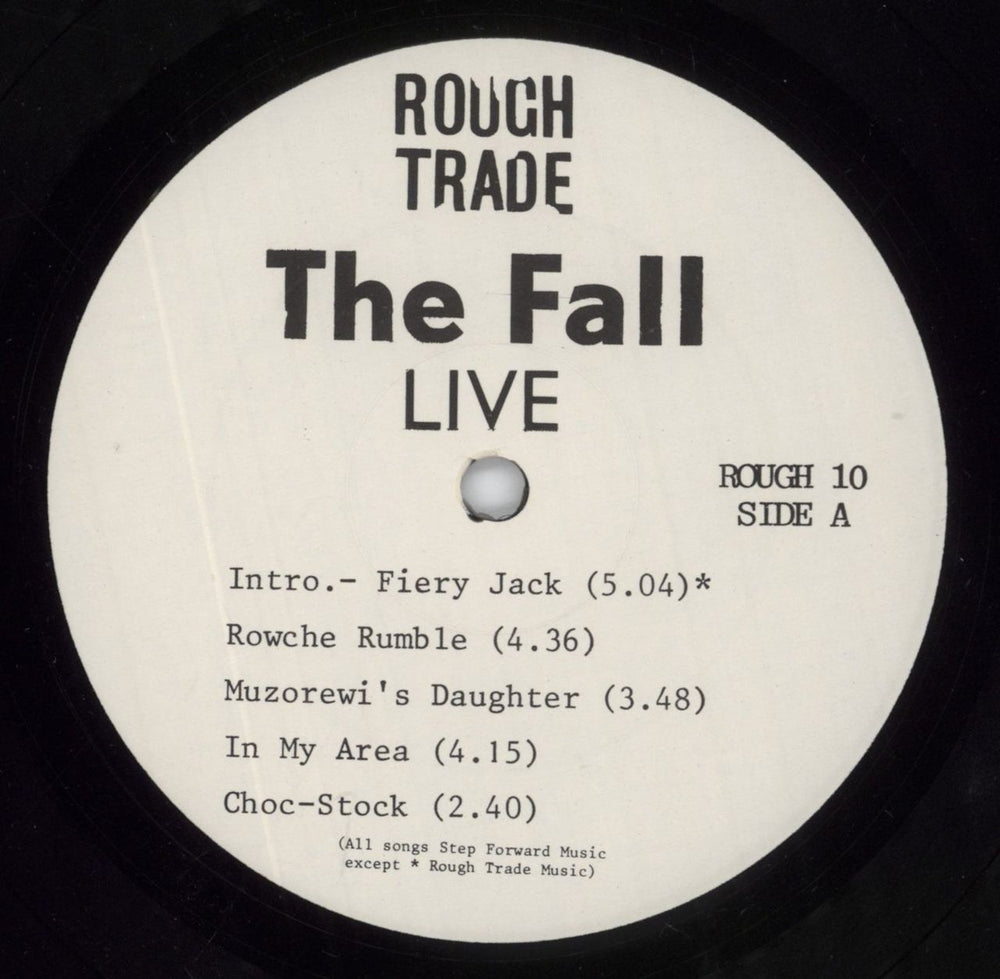 ROUGH
TRADE
The Fall
LIVE
ROUGH 10
SIDE A
Intro.- Fiery Jack (5.04)*
Rowche Rumble (4.36)
Muzorewi's Daughter (3.48)
In My Area (4.15)
Choc-Stock (2.40)
(All songs Step Forward Music
except * Rough Trade Music)